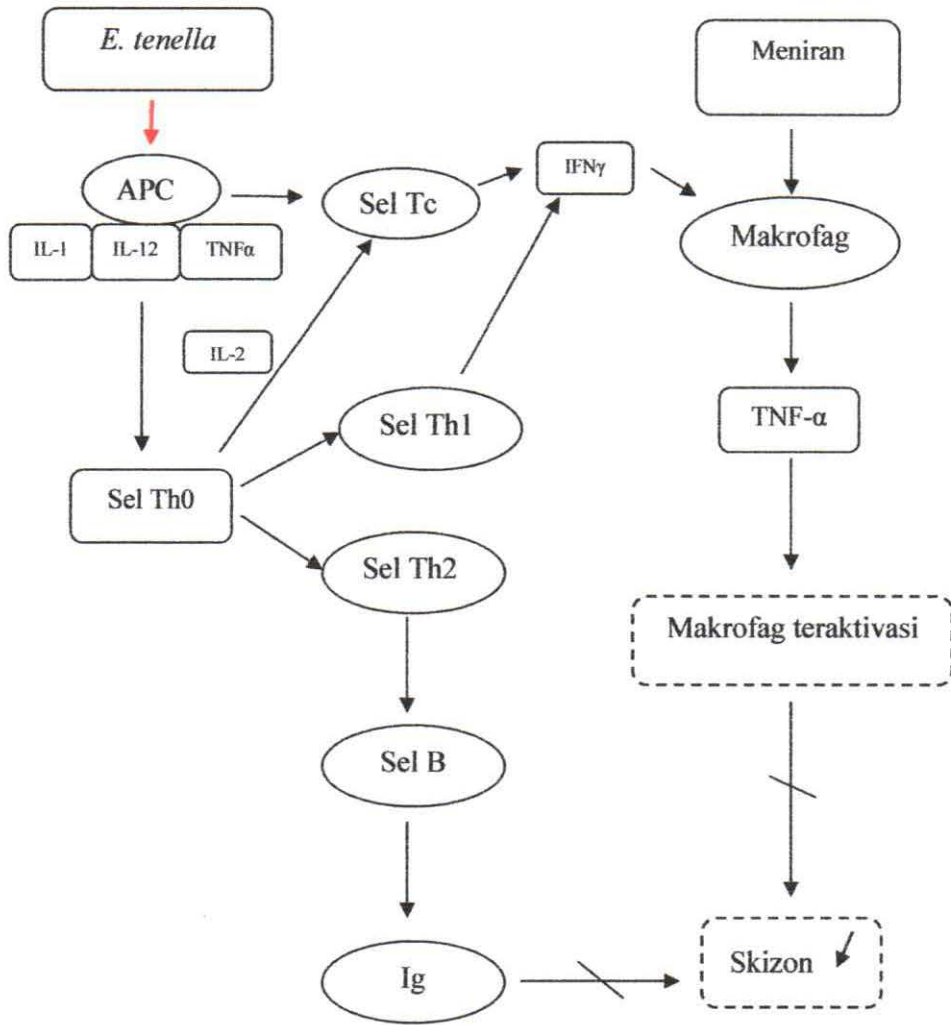 E. tenella
Meniran
APC
IL-1
IL-12
TNFα
Sel Tc
IFNγ
Makrofag
IL-2
Sel Th1
TNF-α
Sel Th0
Sel Th2
Makrofag teraktivasi
Sel B
Ig
Skizon